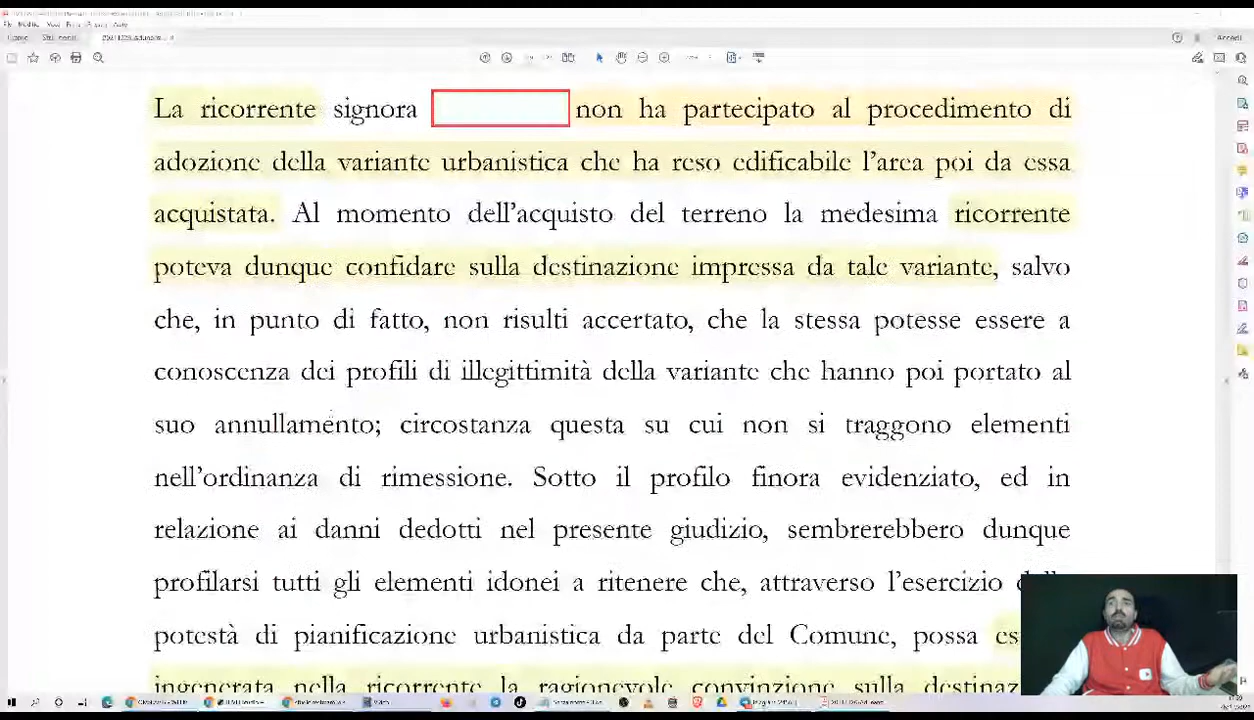 La ricorrente signora non ha partecipato al procedimento di
adozione della variante urbanistica che ha reso edificabile l'area poi da essa
acquistata. Al momento dell'acquisto del terreno la medesima ricorrente
poteva dunque confidare sulla destinazione impressa da tale variante, salvo
che, in punto di fatto, non risulti accertato, che la stessa potesse essere a
conoscenza dei profili di illegittimità della variante che hanno poi portato al
suo annullamento; circostanza questa su cui non si traggono elementi
nell'ordinanza di rimessione. Sotto il profilo finora evidenziato, ed in
relazione ai danni dedotti nel presente giudizio, sembrerebbero dunque
profilarsi tutti gli elementi idonei a ritenere che, attraverso l'esercizio
potestà di pianificazione urbanistica da parte del Comune, possa
ingenerata nella ricorrente la ragionevole convinzione sulla